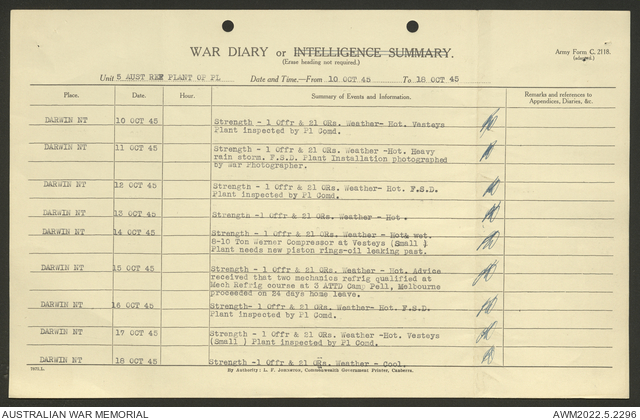 WAR DIARY or INTELLIGENCE SUMMARY.
(Erase heading not required.)
Army Form C. 2118.
(adapted.)
Unit 5 AUST REF PLANT OP PL Date and Time.—From 10 OCT 45 To 18 OCT 45
Place. Date. Hour. Summary of Events and Information. Remarks and references to
Appendices, Diaries, &c.
DARWIN NT 10 OCT 45 Strength - 1 Offr & 21 ORs. Weather- Hot. Vesteys
Plant inspected by Pl Comd.
DARWIN NT 11 OCT 45 Strength - 1 Offr & 21 ORs. Weather -Hot. Heavy
rain storm. F.S.D. Plant Installation photographed
by War Photographer.
DARWIN NT 12 OCT 45 Strength - 1 Offr & 21 ORs. Weather- Hot. F.S.D.
Plant inspected by Pl Comd.
DARWIN NT 13 OCT 45 Strength -1 Offr & 21 ORs. Weather -Hot.
DARWIN NT 14 OCT 45 Strength - 1 Offr & 21 ORs. Weather - Hot& wet.
8-10 Ton Werner Compressor at Vesteys (Small )
Plant needs new piston rings-oil leaking past.
DARWIN NT 15 OCT 45 Strength - 1 Offr & 21 ORs. Weather - Hot. Advice
received that two mechanics refrig qualified at
Mech Refrig course at 3 ATTD Camp Pell, Melbourne
proceeded on 24 days home leave.
DARWIN NT 16 OCT 45 Strength- 1 Offr & 21 ORs. Weather- Hot. F.S.D.
Plant inspected by Pl Comd.
DARWIN NT 17 OCT 45 Strength - 1 Offr & 21 ORs. Weather -Hot. Vesteys
(Small ) Plant inspected by Pl Comd.
DARWIN NT 18 OCT 45 Strength -1 Offr & 21 ORs. Weather - Cool.
By Authority: L. F. Johnston, Commonwealth Government Printer, Canberra.
AUSTRALIAN WAR MEMORIAL AWM2022.5.2296